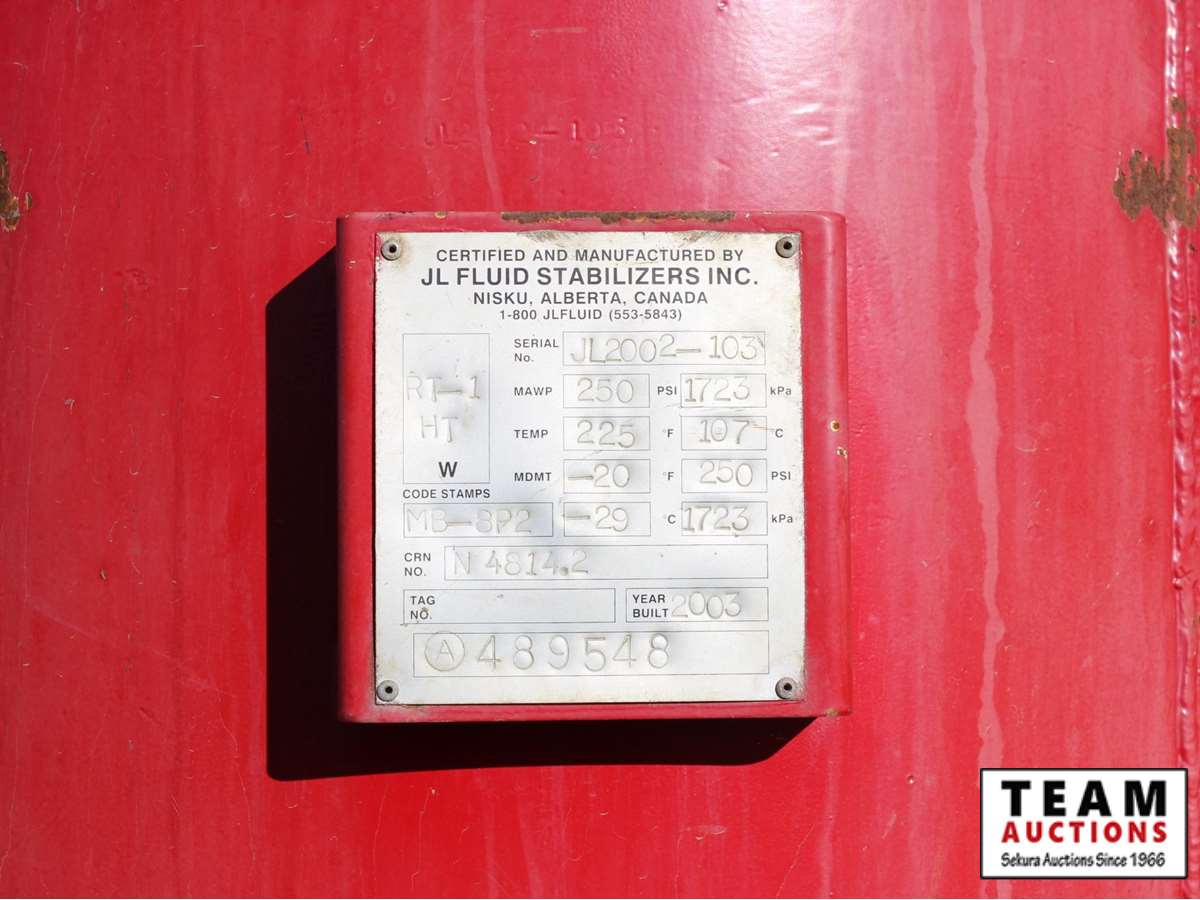 CERTIFIED AND MANUFACTURED BY
JL FLUID STABILIZERS INC.
NISKU, ALBERTA, CANADA
1-800 JLFLUID (553-5843)
SERIAL No. JL2002-103
RT-1
MAWP 250 PSI 1723 kPa
HT
TEMP 225 °F 107 °C
W
MDMT -20 °F 250 PSI
CODE STAMPS
MB-8P2 -29 °C 1723 kPa
CRN NO. N 4814.2
TAG NO.
YEAR BUILT 2003
A 489548
TEAM
AUCTIONS
Sekura Auctions Since 1966